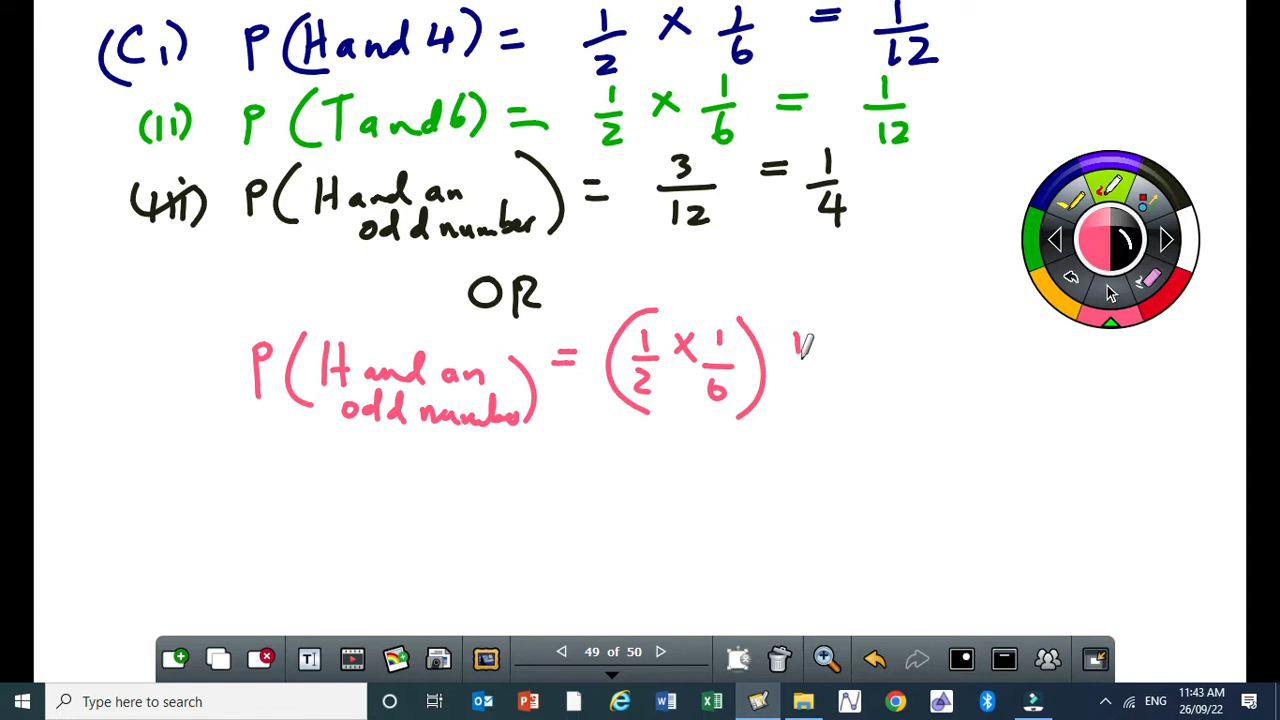 (Ci) P(H and 4) = 1/2 × 1/6 = 1/12
(ii) P(T and 6) = 1/2 × 1/6 = 1/12
(iii) P(H and an odd number) = 3/12 = 1/4
OR
P(H and an odd number) = (1/2 × 1/6)
49 of 50
Type here to search
ENG
11:43 AM
26/09/22